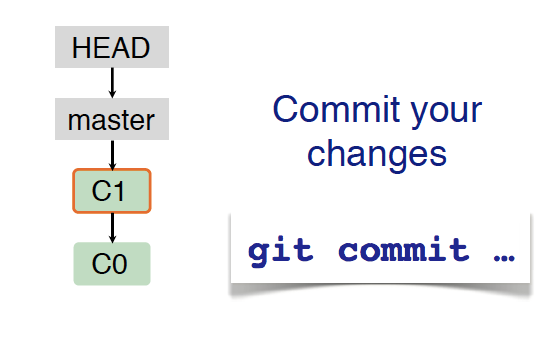 HEAD
master
C1
C0
Commit your
changes
git commit …